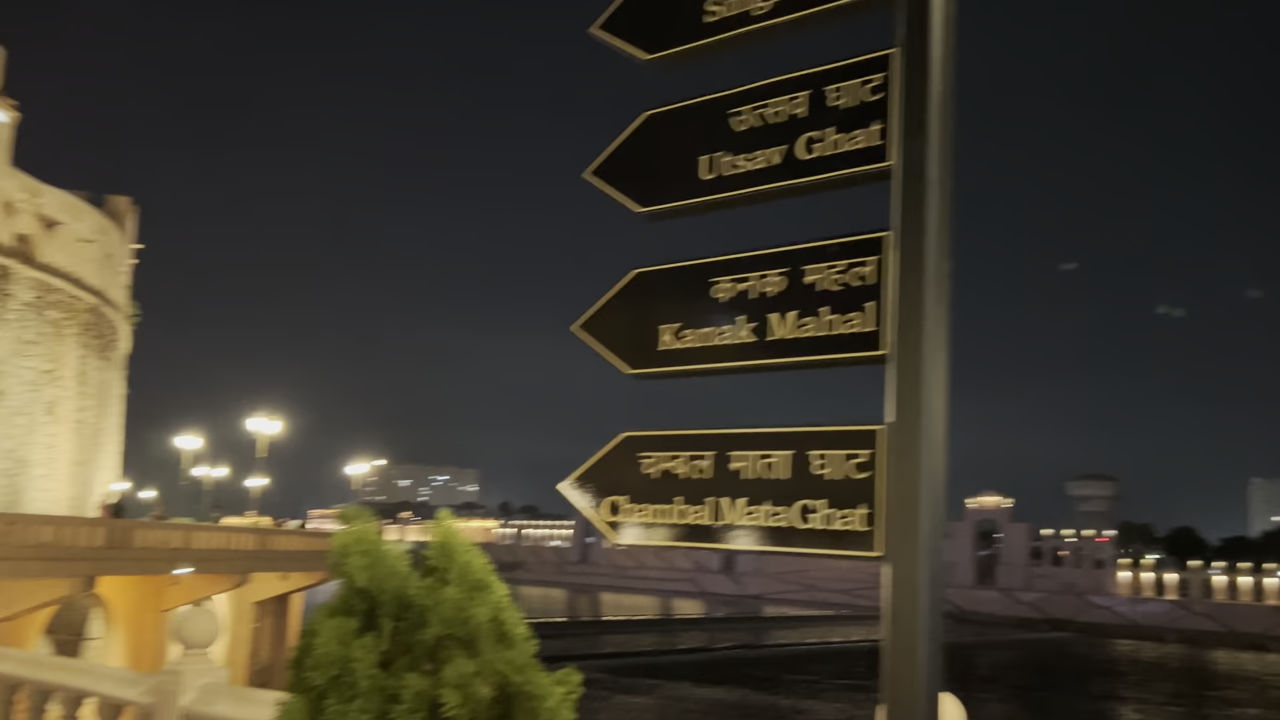 उत्सव घाट
Utsav Ghat
कनक महल
Kanak Mahal
चम्बल माता घाट
Chambal Mata Ghat